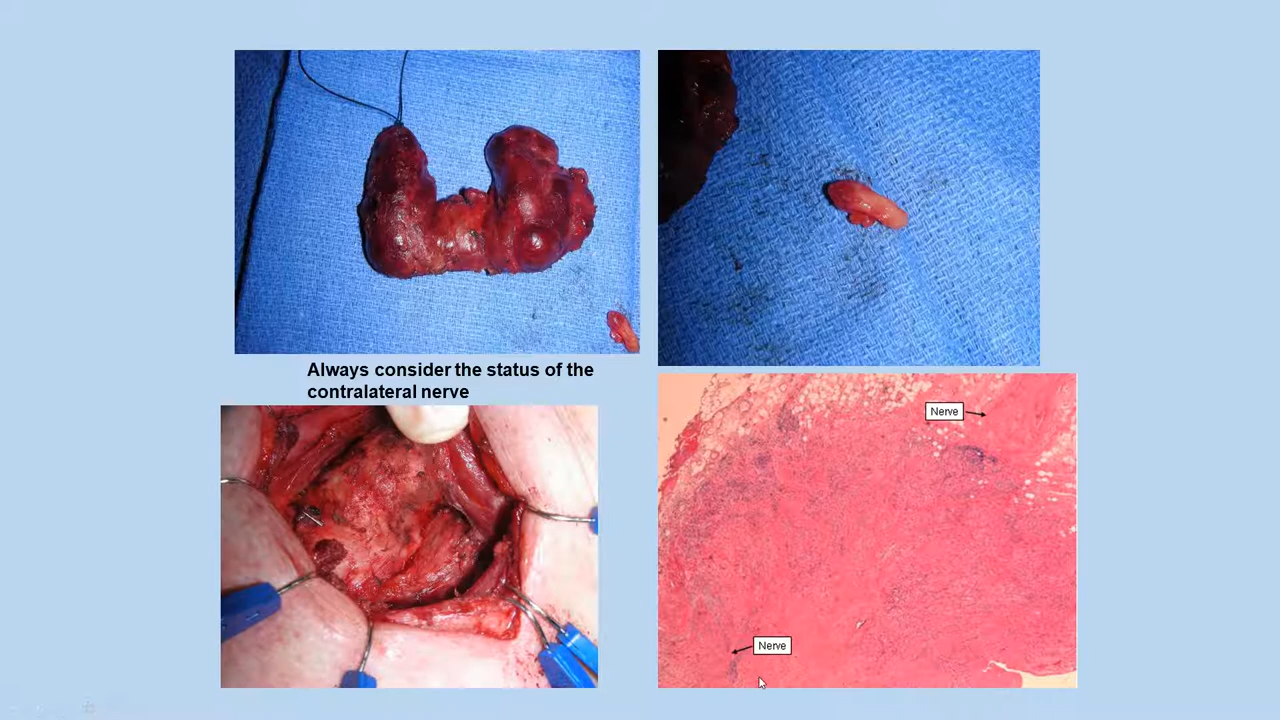 Always consider the status of the
contralateral nerve
Nerve
Nerve